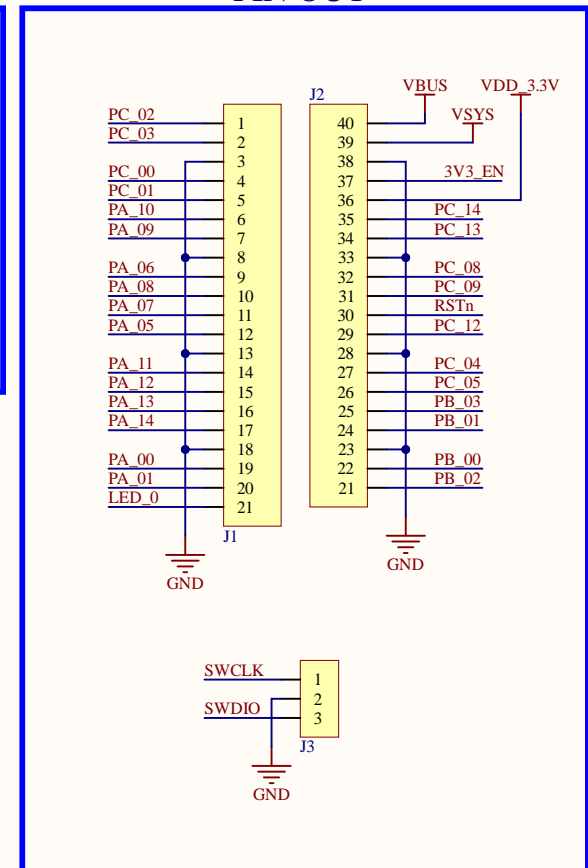 J2
VBUS
VDD_3.3V
VSYS
PC_02 1
PC_03 2
3
PC_00 4
PC_01 5
PA_10 6
PA_09 7
8
PA_06 9
PA_08 10
PA_07 11
PA_05 12
13
PA_11 14
PA_12 15
PA_13 16
PA_14 17
18
PA_00 19
PA_01 20
LED_0 21
J1
GND
40
39
38
37 3V3_EN
36
35 PC_14
34 PC_13
33
32 PC_08
31 PC_09
30 RSTn
29 PC_12
28
27 PC_04
26 PC_05
25 PB_03
24 PB_01
23
22 PB_00
21 PB_02
GND
SWCLK 1
2
SWDIO 3
J3
GND